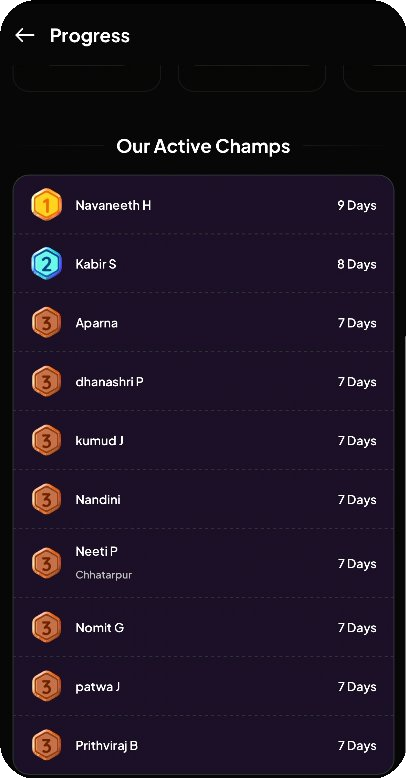 Progress
Our Active Champs
1 Navaneeth H 9 Days
2 Kabir S 8 Days
3 Aparna 7 Days
3 dhanashri P 7 Days
3 kumud J 7 Days
3 Nandini 7 Days
3 Neeti P 7 Days
Chhatarpur
3 Nomit G 7 Days
3 patwa J 7 Days
3 Prithviraj B 7 Days